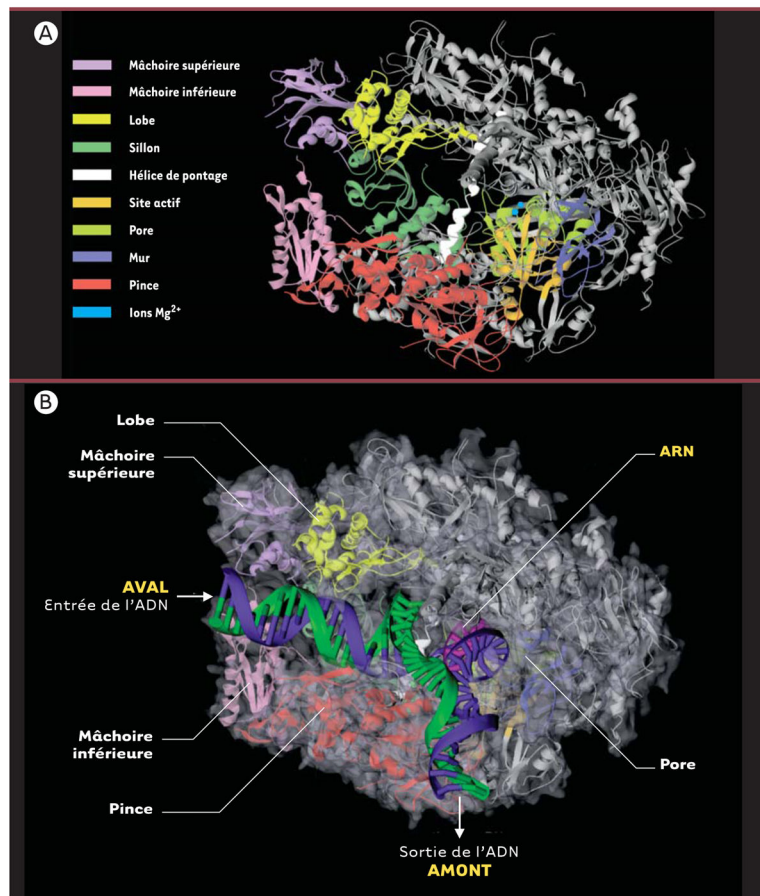 A
Mâchoire supérieure
Mâchoire inférieure
Lobe
Sillon
Hélice de pontage
Site actif
Pore
Mur
Pince
Ions Mg²⁺
B
Lobe
Mâchoire
supérieure
ARN
AVAL
Entrée de l’ADN
Mâchoire
inférieure
Pore
Pince
Sortie de l’ADN
AMONT